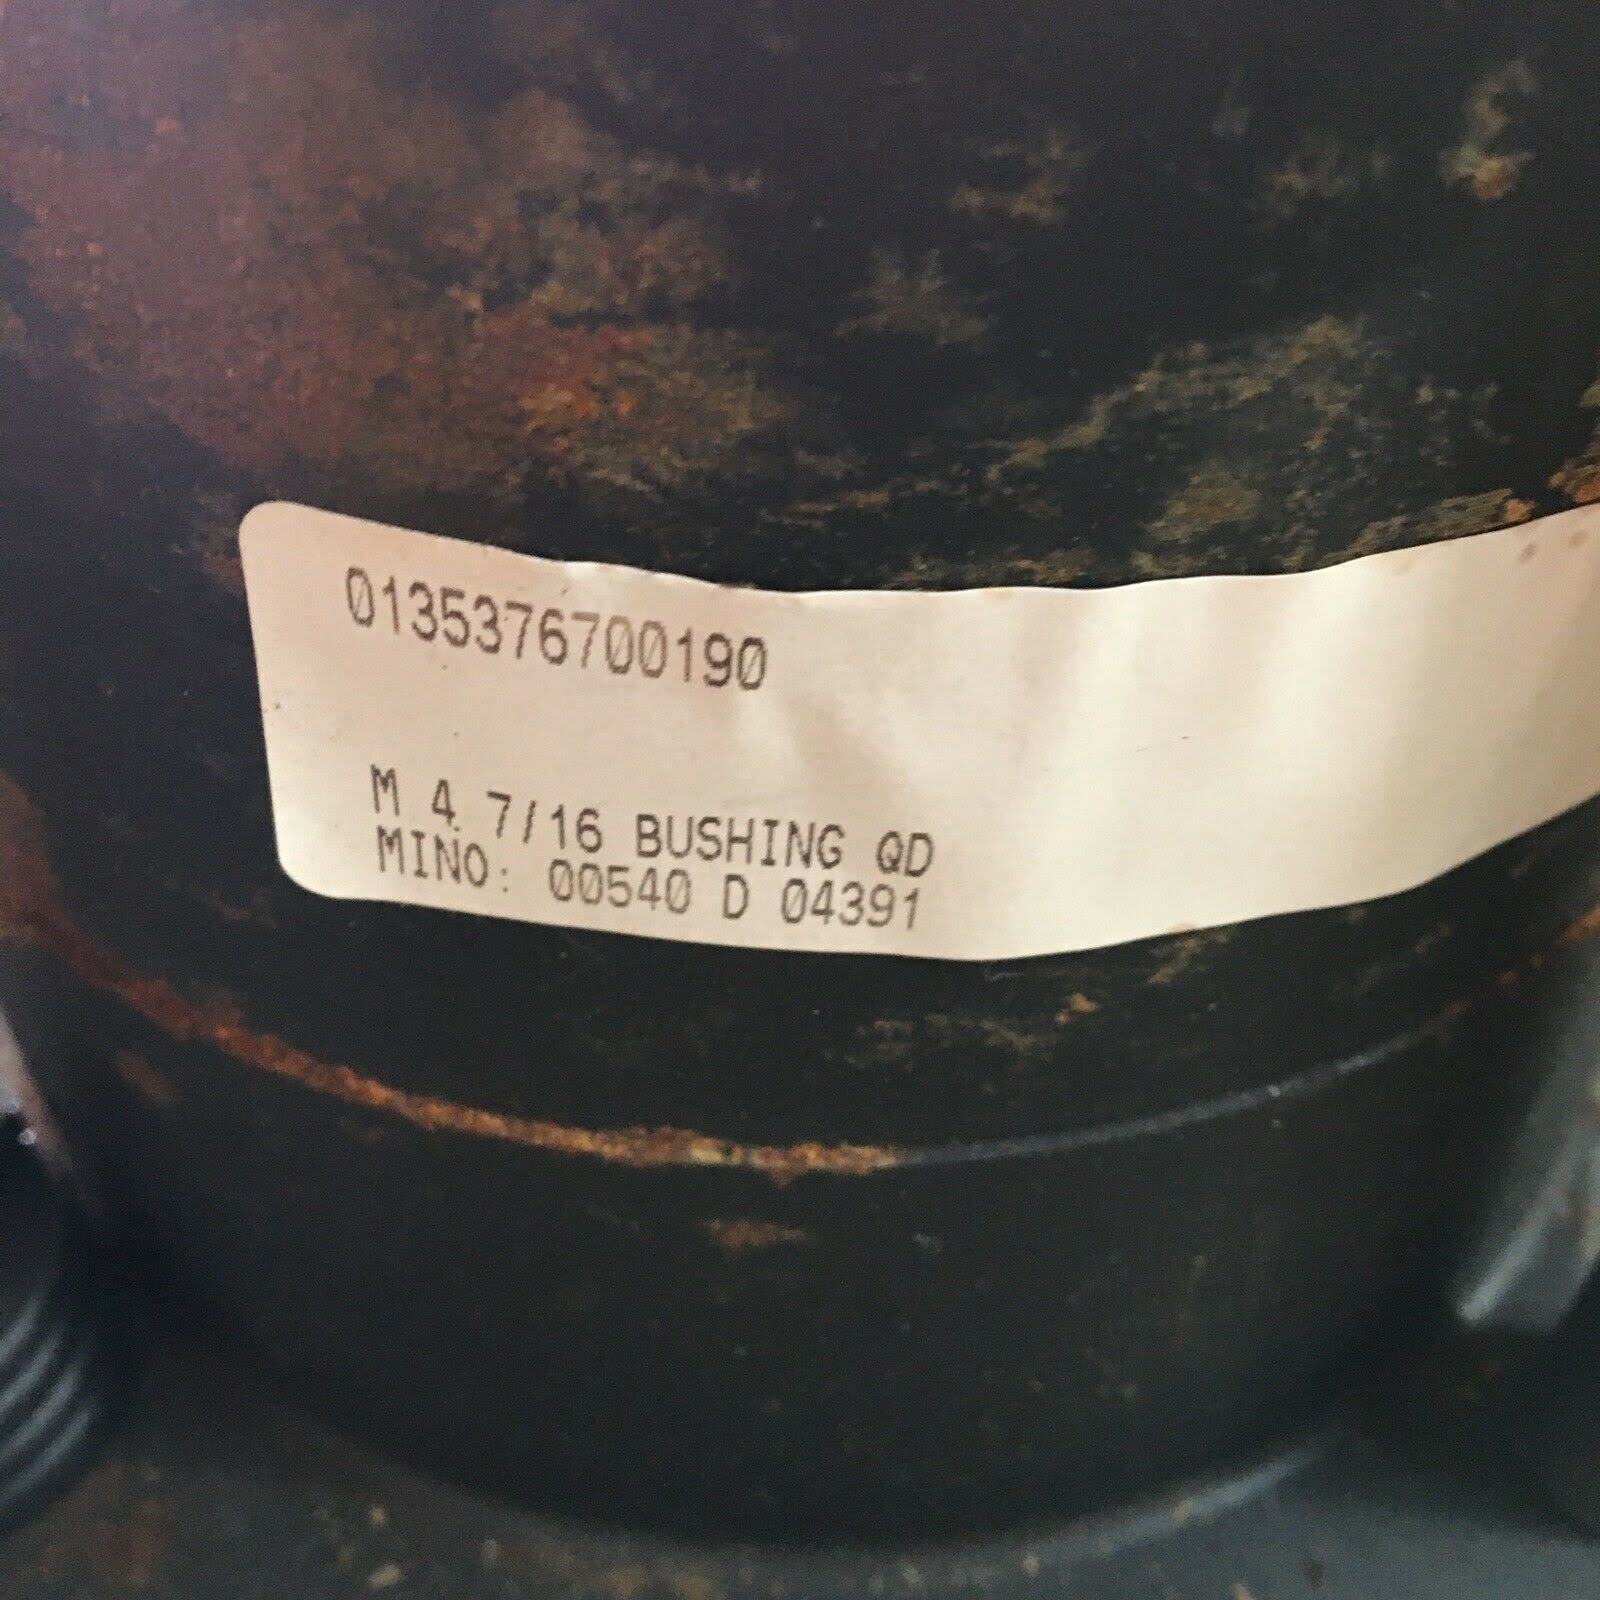 0135376700190
M 4 7/16 BUSHING QD
MINO: 00540 D 04391